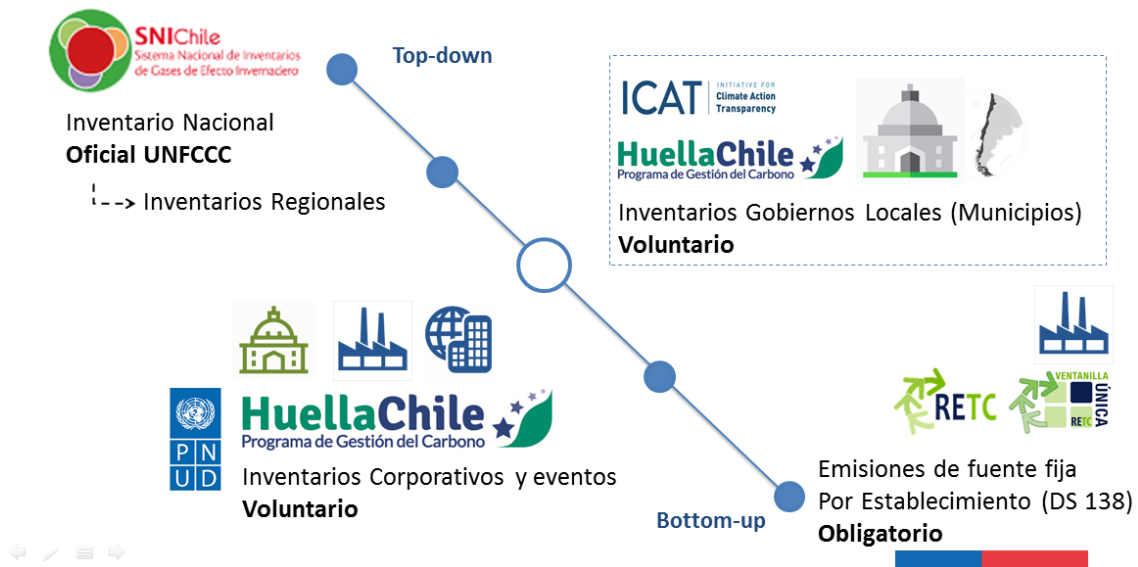 SNIChile
Sistema Nacional de Inventarios
de Gases de Efecto Invernadero
Inventario Nacional
Oficial UNFCCC
Inventarios Regionales
Top-down
ICAT
INITIATIVE FOR
Climate Action
Transparency
HuellaChile
Programa de Gestión del Carbono
Inventarios Gobiernos Locales (Municipios)
Voluntario
PN
UD
HuellaChile
Programa de Gestión del Carbono
Inventarios Corporativos y eventos
Voluntario
Bottom-up
RETC
VENTANILLA
ÚNICA
RETC
Emisiones de fuente fija
Por Establecimiento (DS 138)
Obligatorio